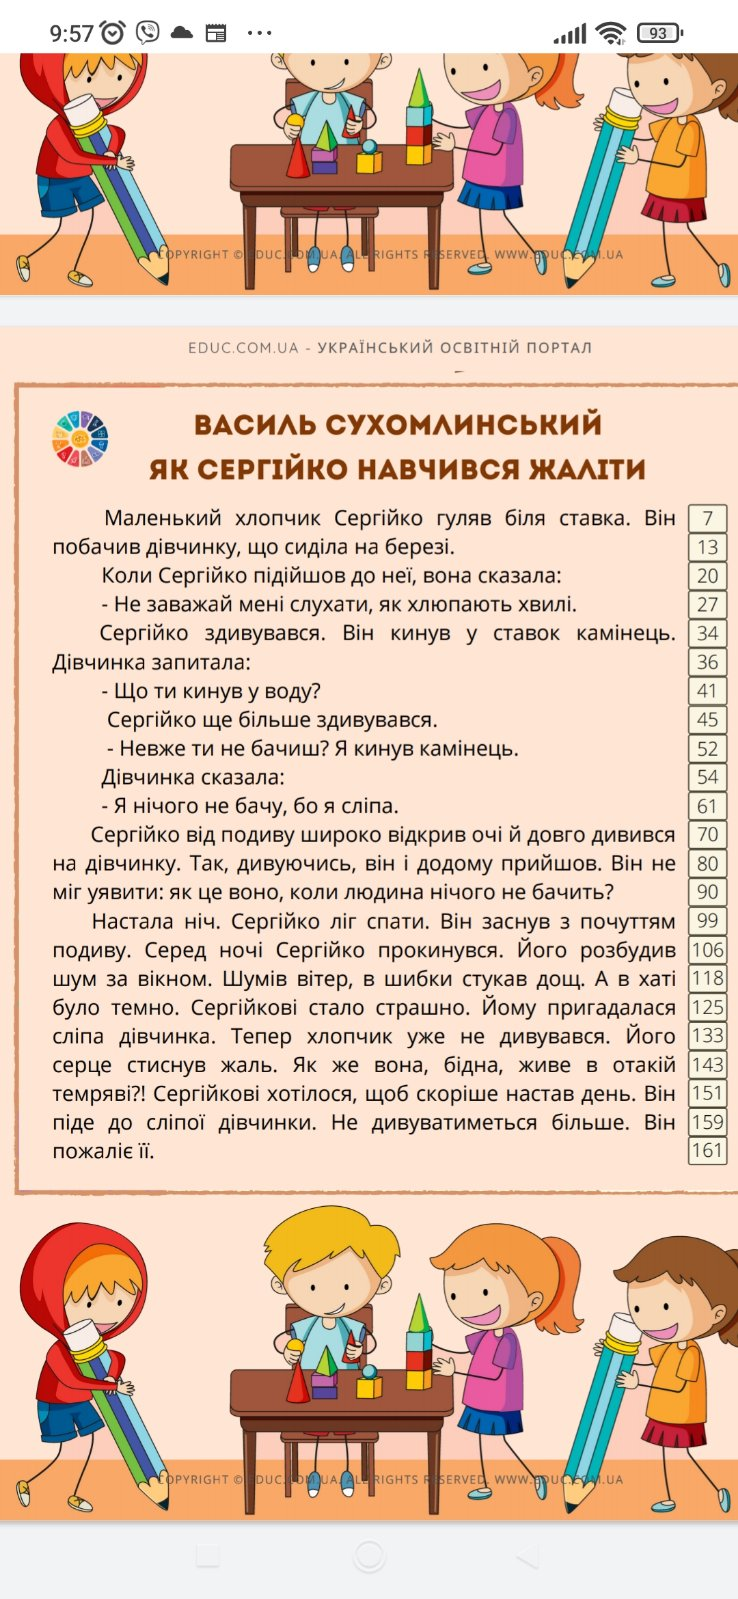 9:57
93
COPYRIGHT © EDUC.COM.UA. ALL RIGHTS RESERVED. WWW.EDUC.COM.UA
EDUC.COM.UA - УКРАЇНСЬКИЙ ОСВІТНІЙ ПОРТАЛ
ВАСИЛЬ СУХОМЛИНСЬКИЙ
ЯК СЕРГІЙКО НАВЧИВСЯ ЖАЛІТИ
Маленький хлопчик Сергійко гуляв біля ставка. Він 7
побачив дівчинку, що сиділа на березі. 13
Коли Сергійко підійшов до неї, вона сказала: 20
- Не заважай мені слухати, як хлюпають хвилі. 27
Сергійко здивувався. Він кинув у ставок камінець. 34
Дівчинка запитала: 36
- Що ти кинув у воду? 41
Сергійко ще більше здивувався. 45
- Невже ти не бачиш? Я кинув камінець. 52
Дівчинка сказала: 54
- Я нічого не бачу, бо я сліпа. 61
Сергійко від подиву широко відкрив очі й довго дивився 70
на дівчинку. Так, дивуючись, він і додому прийшов. Він не 80
міг уявити: як це воно, коли людина нічого не бачить? 90
Настала ніч. Сергійко ліг спати. Він заснув з почуттям 99
подиву. Серед ночі Сергійко прокинувся. Його розбудив 106
шум за вікном. Шумів вітер, в шибки стукав дощ. А в хаті 118
було темно. Сергійкові стало страшно. Йому пригадалася 125
сліпа дівчинка. Тепер хлопчик уже не дивувався. Його 133
серце стиснув жаль. Як же вона, бідна, живе в отакій 143
темряві?! Сергійкові хотілося, щоб скоріше настав день. Він 151
піде до сліпої дівчинки. Не дивуватиметься більше. Він 159
пожаліє її. 161
COPYRIGHT © EDUC.COM.UA. ALL RIGHTS RESERVED. WWW.EDUC.COM.UA